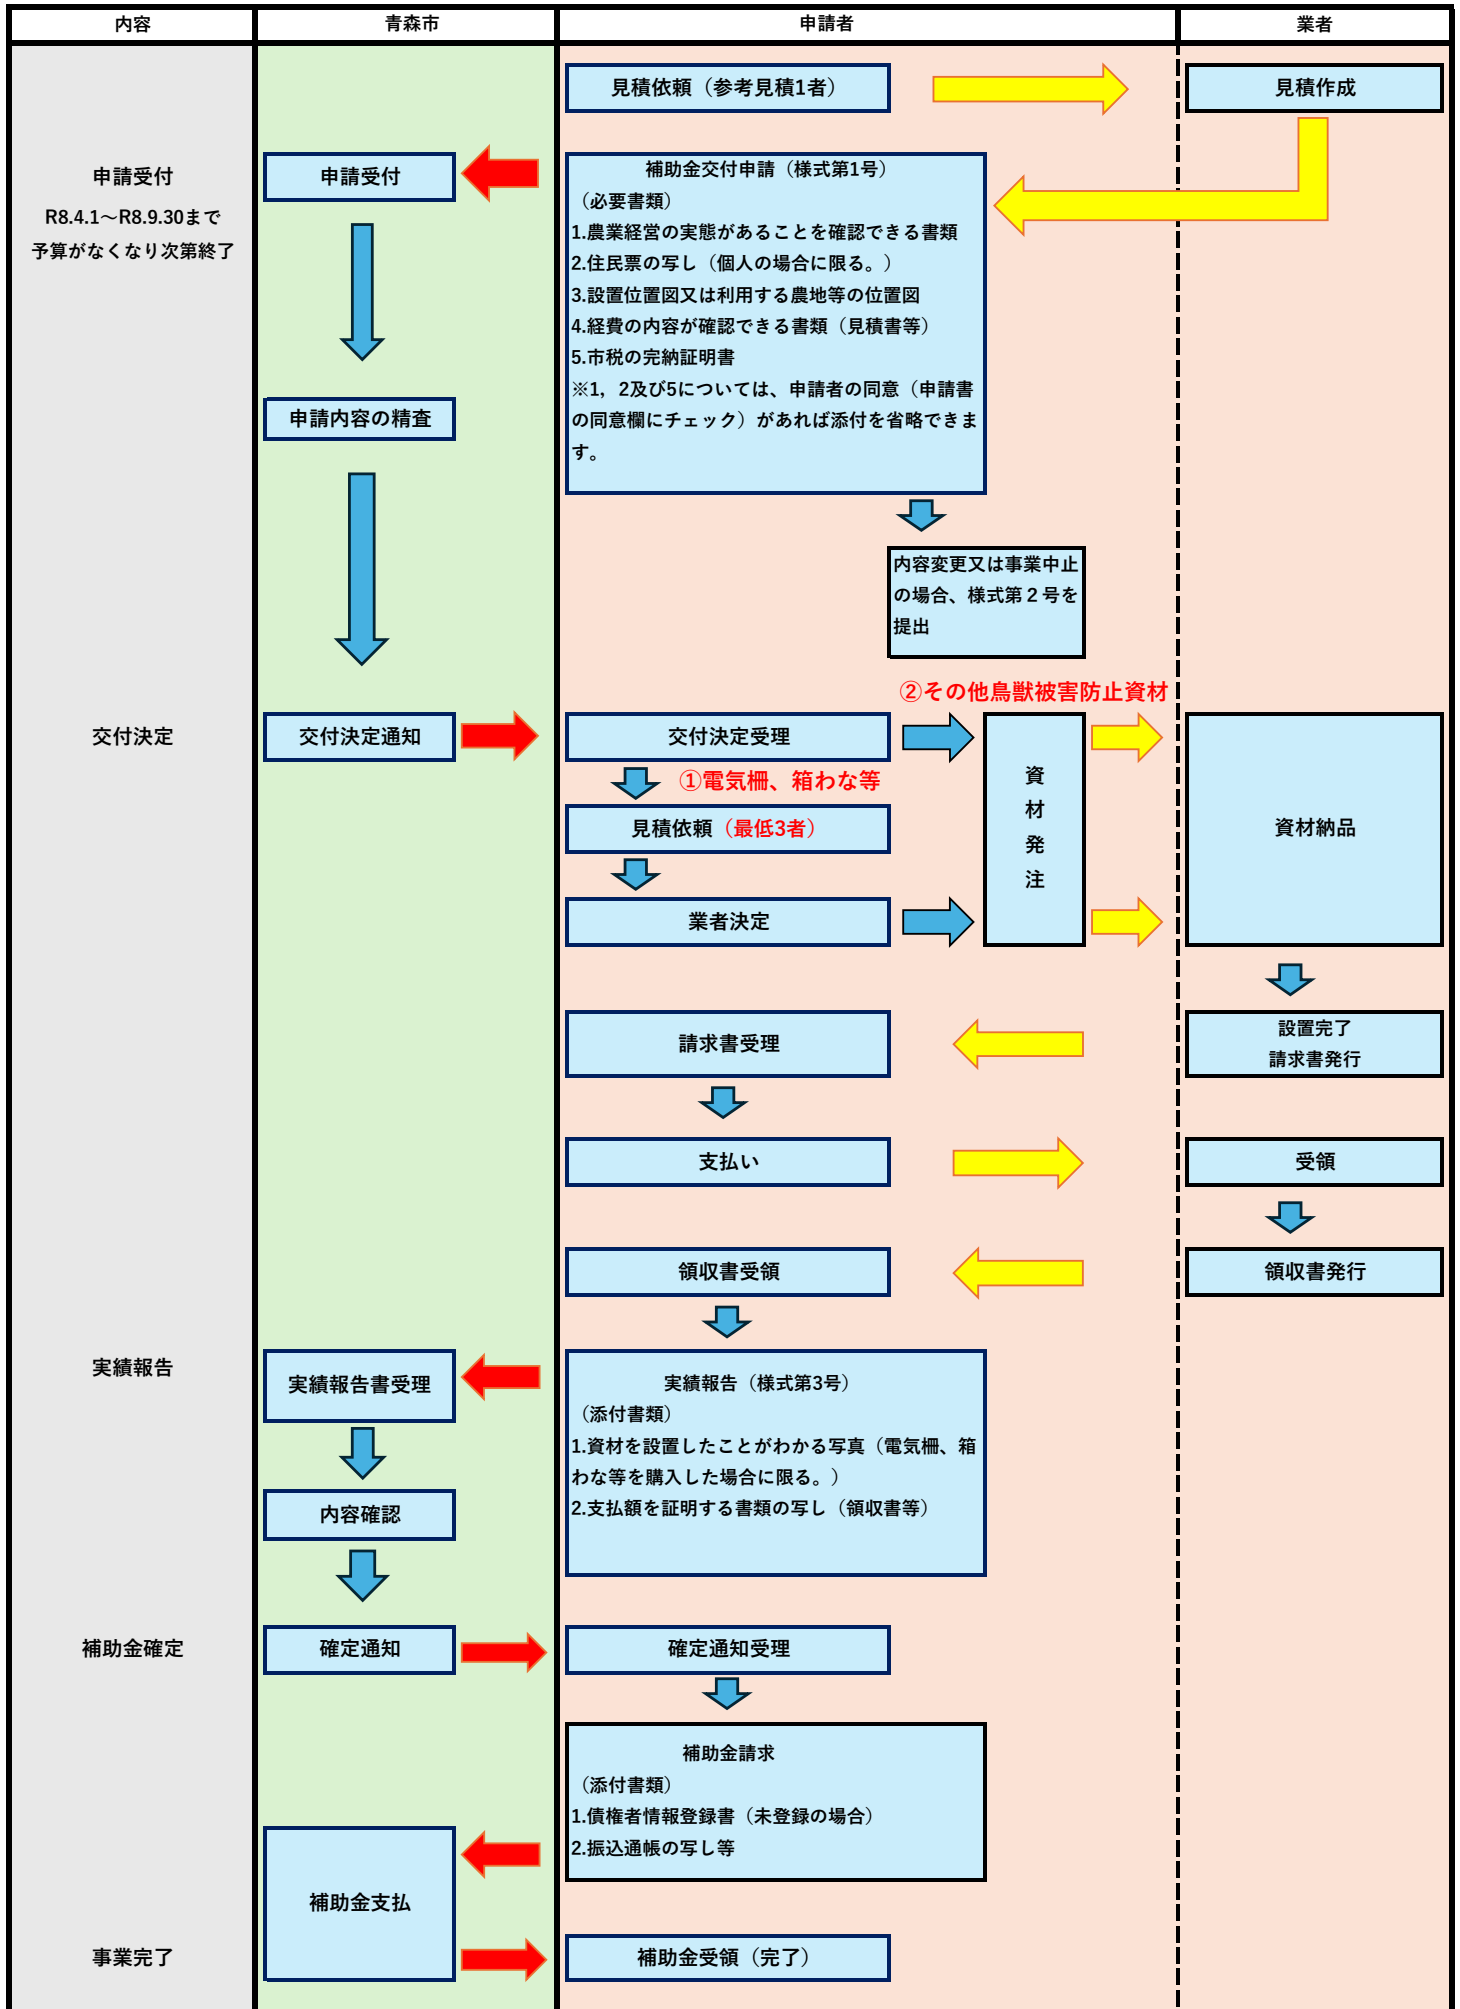 内容
青森市
申請者
業者
見積依頼（参考見積1者）
見積作成
申請受付
R8.4.1～R8.9.30まで
予算がなくなり次第終了
申請受付
補助金交付申請（様式第1号）
（必要書類）
1.農業経営の実態があることを確認できる書類
2.住民票の写し（個人の場合に限る。）
3.設置位置図又は利用する農地等の位置図
4.経費の内容が確認できる書類（見積書等）
5.市税の完納証明書
※1，2及び5については、申請者の同意（申請書
の同意欄にチェック）があれば添付を省略できま
す。
申請内容の精査
内容変更又は事業中止
の場合、様式第２号を
提出
②その他鳥獣被害防止資材
交付決定
交付決定通知
交付決定受理
①電気柵、箱わな等
見積依頼（最低3者）
業者決定
資
材
発
注
資材納品
請求書受理
設置完了
請求書発行
支払い
受領
領収書受領
領収書発行
実績報告
実績報告書受理
実績報告（様式第3号）
（添付書類）
1.資材を設置したことがわかる写真（電気柵、箱
わな等を購入した場合に限る。）
2.支払額を証明する書類の写し（領収書等）
内容確認
補助金確定
確定通知
確定通知受理
補助金請求
（添付書類）
1.債権者情報登録書（未登録の場合）
2.振込通帳の写し等
補助金支払
事業完了
補助金受領（完了）